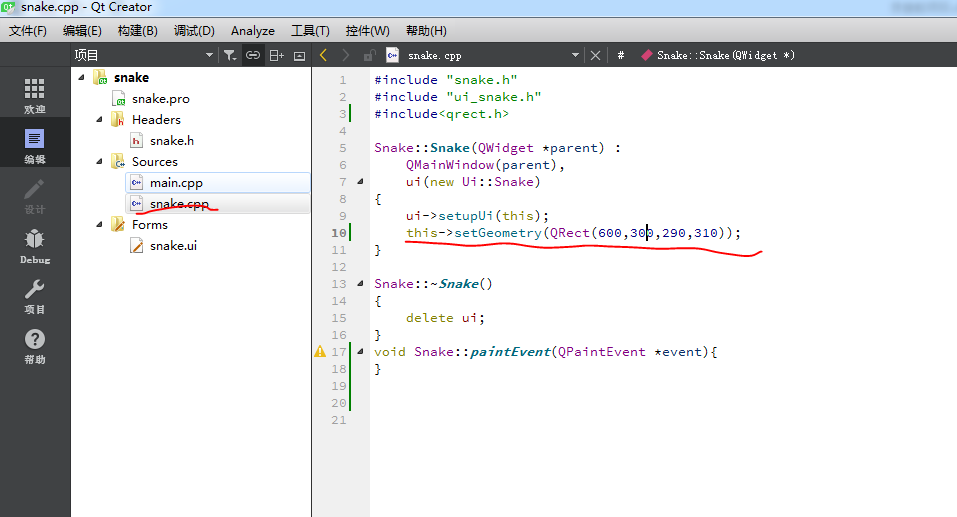 snake.cpp - Qt Creator
文件(F) 编辑(E) 构建(B) 调试(D) Analyze 工具(T) 控件(W) 帮助(H)
项目
snake.cpp
# Snake::Snake(QWidget *)
欢迎
编辑
设计
Debug
项目
帮助
snake
snake.pro
Headers
snake.h
Sources
main.cpp
snake.cpp
Forms
snake.ui
1 #include "snake.h"
2 #include "ui_snake.h"
3 #include<qrect.h>
4
5 Snake::Snake(QWidget *parent) :
6 QMainWindow(parent),
7 ui(new Ui::Snake)
8 {
9 ui->setupUi(this);
10 this->setGeometry(QRect(600,300,290,310));
11 }
12
13 Snake::~Snake()
14 {
15 delete ui;
16 }
17 void Snake::paintEvent(QPaintEvent *event){
18 }
19
20
21